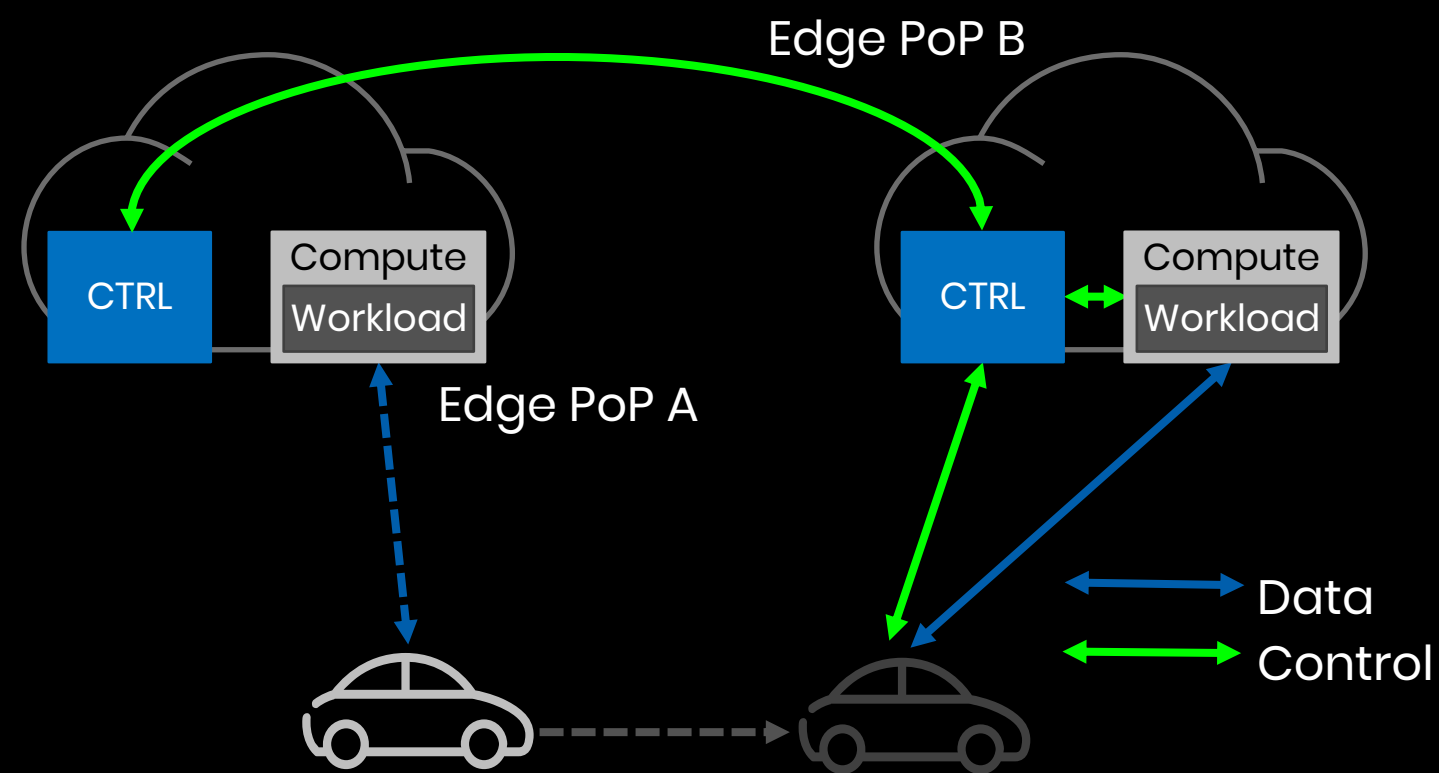 Edge PoP B
CTRL
Compute
Workload
CTRL
Compute
Workload
Edge PoP A
Data
Control